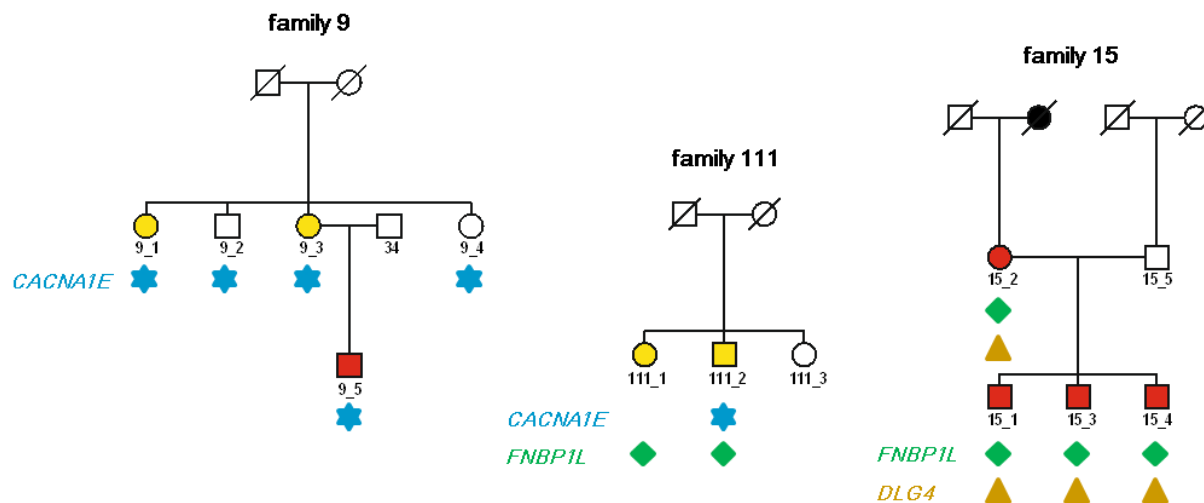 family 9
9_1 9_2 9_3 34 9_4
CACNA1E
9_5
family 111
111_1 111_2 111_3
CACNA1E
FNBP1L
family 15
15_2 15_5
15_1 15_3 15_4
FNBP1L
DLG4